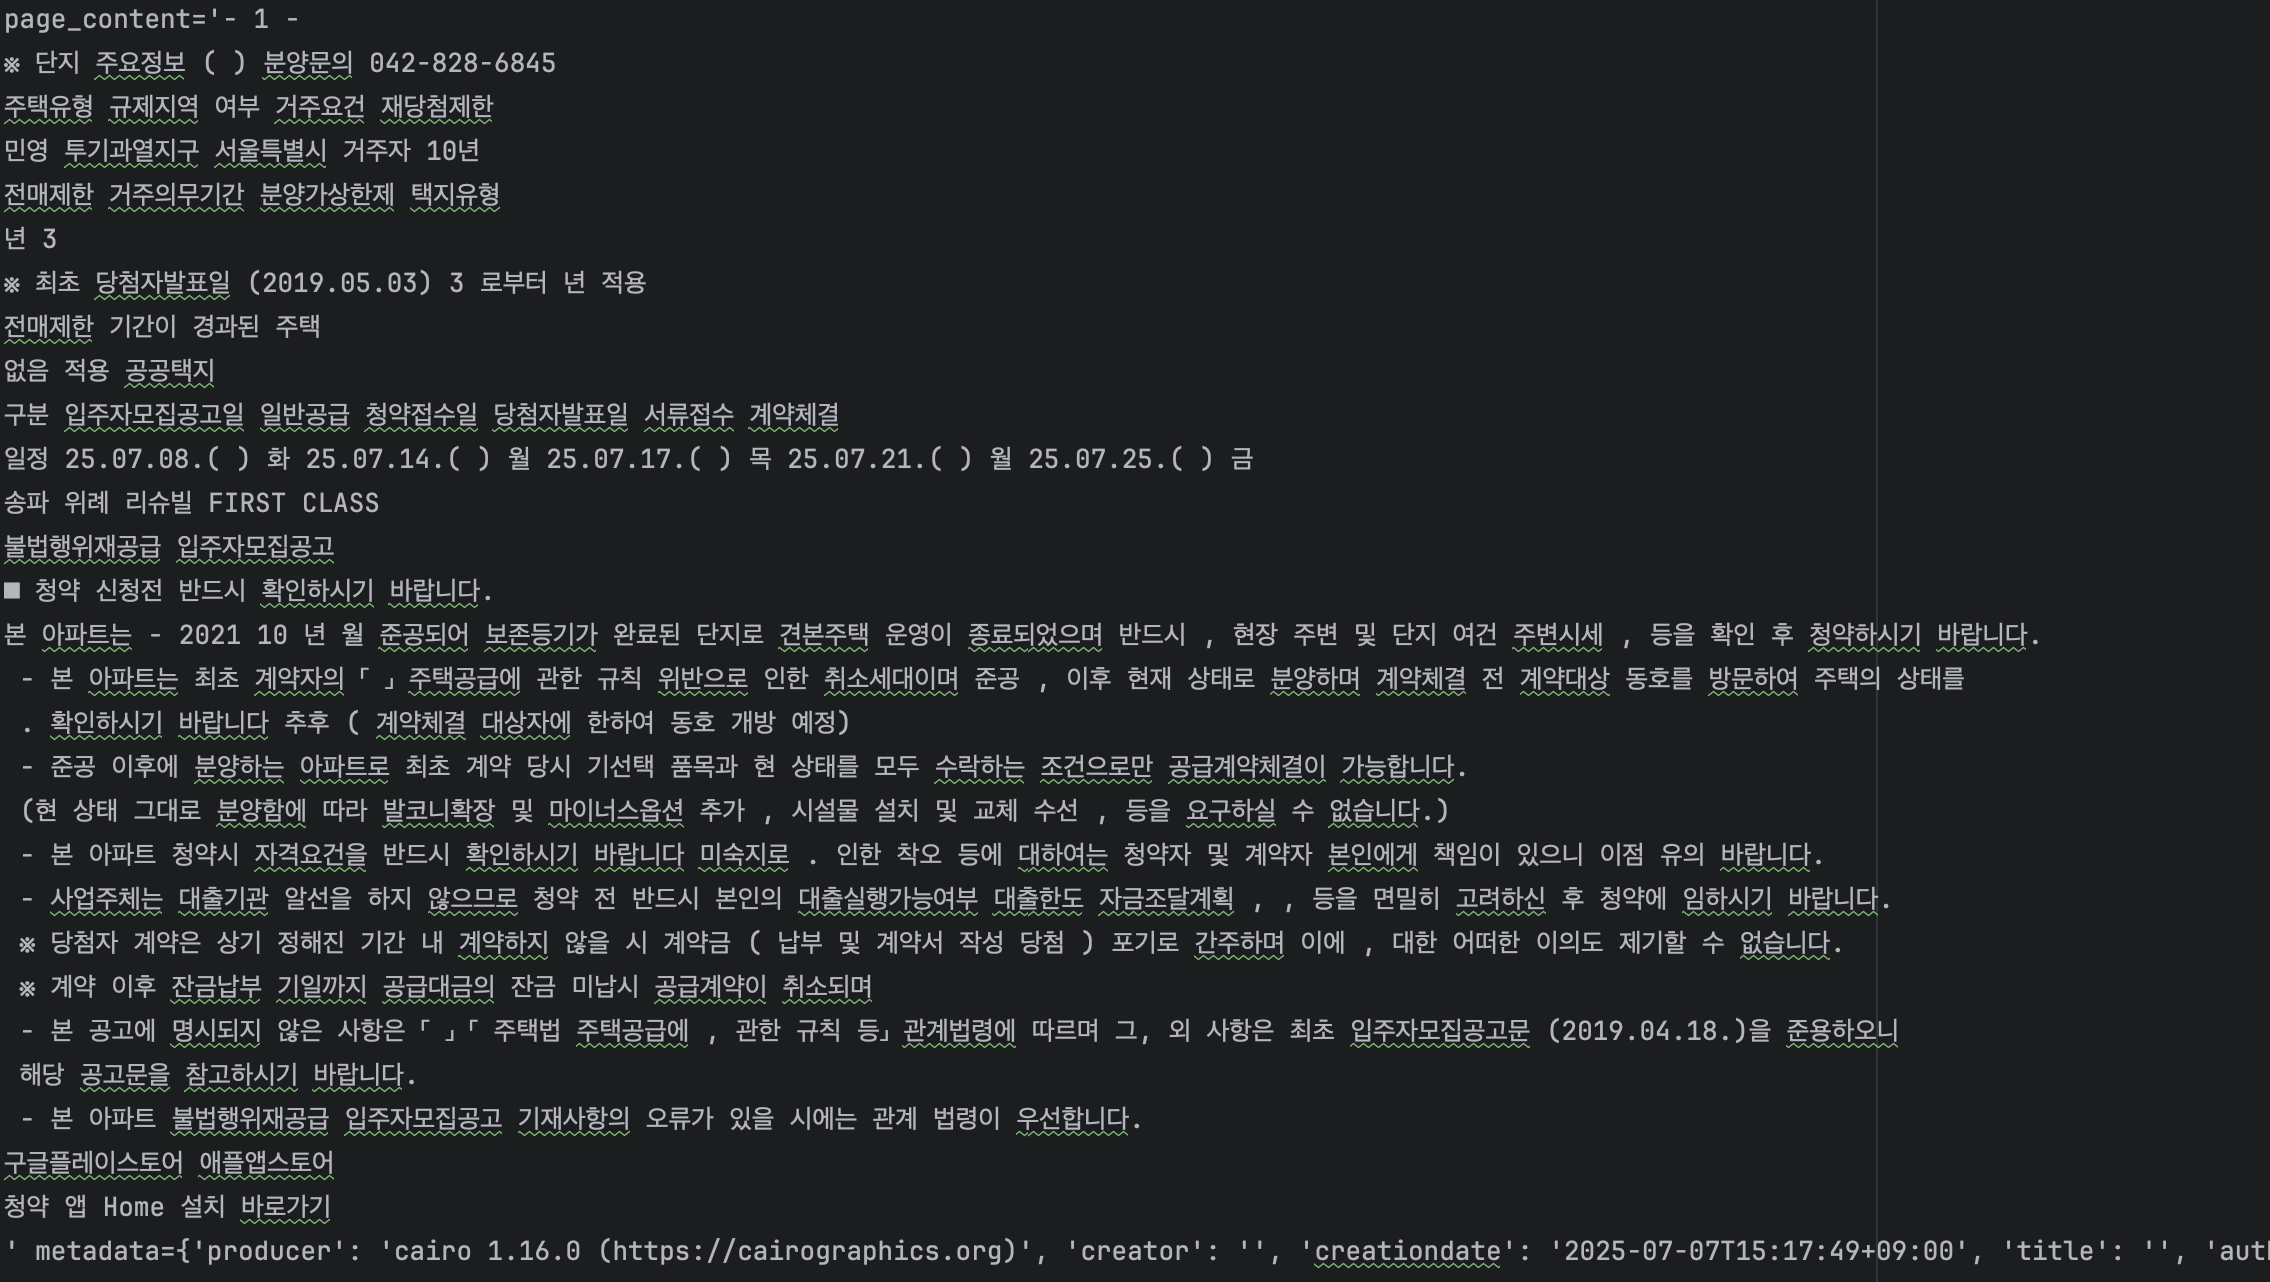 page_content='- 1 -
※ 단지 주요정보 ( ) 분양문의 042-828-6845
주택유형 규제지역 여부 거주요건 재당첨제한
민영 투기과열지구 서울특별시 거주자 10년
전매제한 거주의무기간 분양가상한제 택지유형
년 3
※ 최초 당첨자발표일 (2019.05.03) 3 로부터 년 적용
전매제한 기간이 경과된 주택
없음 적용 공공택지
구분 입주자모집공고일 일반공급 청약접수일 당첨자발표일 서류접수 계약체결
일정 25.07.08.( ) 화 25.07.14.( ) 월 25.07.17.( ) 목 25.07.21.( ) 월 25.07.25.( ) 금
송파 위례 리슈빌 FIRST CLASS
불법행위재공급 입주자모집공고
■ 청약 신청전 반드시 확인하시기 바랍니다.
본 아파트는 - 2021 10 년 월 준공되어 보존등기가 완료된 단지로 견본주택 운영이 종료되었으며 반드시 , 현장 주변 및 단지 여건 주변시세 , 등을 확인 후 청약하시기 바랍니다.
- 본 아파트는 최초 계약자의「 」주택공급에 관한 규칙 위반으로 인한 취소세대이며 준공 , 이후 현재 상태로 분양하며 계약체결 전 계약대상 동호를 방문하여 주택의 상태를
. 확인하시기 바랍니다 추후 ( 계약체결 대상자에 한하여 동호 개방 예정)
- 준공 이후에 분양하는 아파트로 최초 계약 당시 기선택 품목과 현 상태를 모두 수락하는 조건으로만 공급계약체결이 가능합니다.
(현 상태 그대로 분양함에 따라 발코니확장 및 마이너스옵션 추가 , 시설물 설치 및 교체 수선 , 등을 요구하실 수 없습니다.)
- 본 아파트 청약시 자격요건을 반드시 확인하시기 바랍니다 미숙지로 . 인한 착오 등에 대하여는 청약자 및 계약자 본인에게 책임이 있으니 이점 유의 바랍니다.
- 사업주체는 대출기관 알선을 하지 않으므로 청약 전 반드시 본인의 대출실행가능여부 대출한도 자금조달계획 , , 등을 면밀히 고려하신 후 청약에 임하시기 바랍니다.
※ 당첨자 계약은 상기 정해진 기간 내 계약하지 않을 시 계약금 ( 납부 및 계약서 작성 당첨 ) 포기로 간주하며 이에 , 대한 어떠한 이의도 제기할 수 없습니다.
※ 계약 이후 잔금납부 기일까지 공급대금의 잔금 미납시 공급계약이 취소되며
- 본 공고에 명시되지 않은 사항은「 」「 주택법 주택공급에 , 관한 규칙 등」관계법령에 따르며 그, 외 사항은 최초 입주자모집공고문 (2019.04.18.)을 준용하오니
해당 공고문을 참고하시기 바랍니다.
- 본 아파트 불법행위재공급 입주자모집공고 기재사항의 오류가 있을 시에는 관계 법령이 우선합니다.
구글플레이스토어 애플앱스토어
청약 앱 Home 설치 바로가기
' metadata={'producer': 'cairo 1.16.0 (https://cairographics.org)', 'creator': '', 'creationdate': '2025-07-07T15:17:49+09:00', 'title': '', 'aut